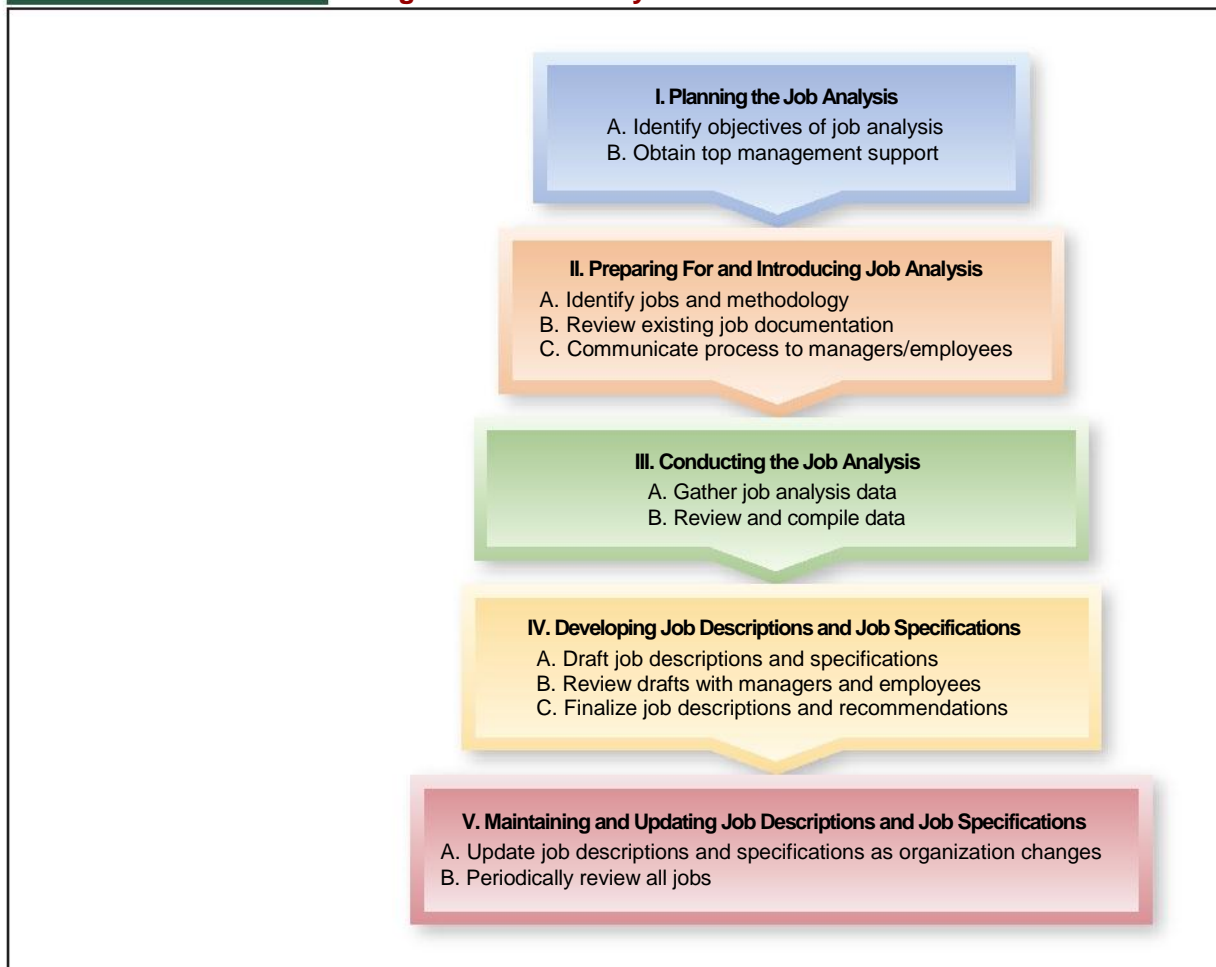 I. Planning the Job Analysis
A. Identify objectives of job analysis
B. Obtain top management support
II. Preparing For and Introducing Job Analysis
A. Identify jobs and methodology
B. Review existing job documentation
C. Communicate process to managers/employees
III. Conducting the Job Analysis
A. Gather job analysis data
B. Review and compile data
IV. Developing Job Descriptions and Job Specifications
A. Draft job descriptions and specifications
B. Review drafts with managers and employees
C. Finalize job descriptions and recommendations
V. Maintaining and Updating Job Descriptions and Job Specifications
A. Update job descriptions and specifications as organization changes
B. Periodically review all jobs